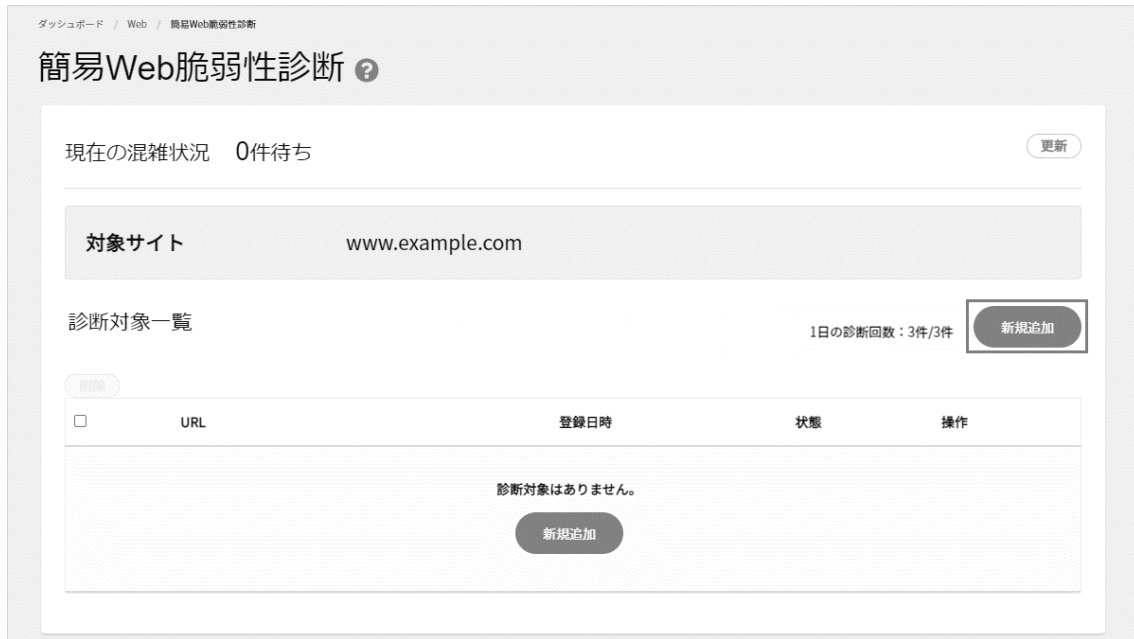 ダッシュボード / Web / 簡易Web脆弱性診断
簡易Web脆弱性診断 ?
現在の混雑状況 0件待ち 更新
対象サイト www.example.com
診断対象一覧 1日の診断回数：3件/3件 新規追加
削除
URL 登録日時 状態 操作
診断対象はありません。
新規追加